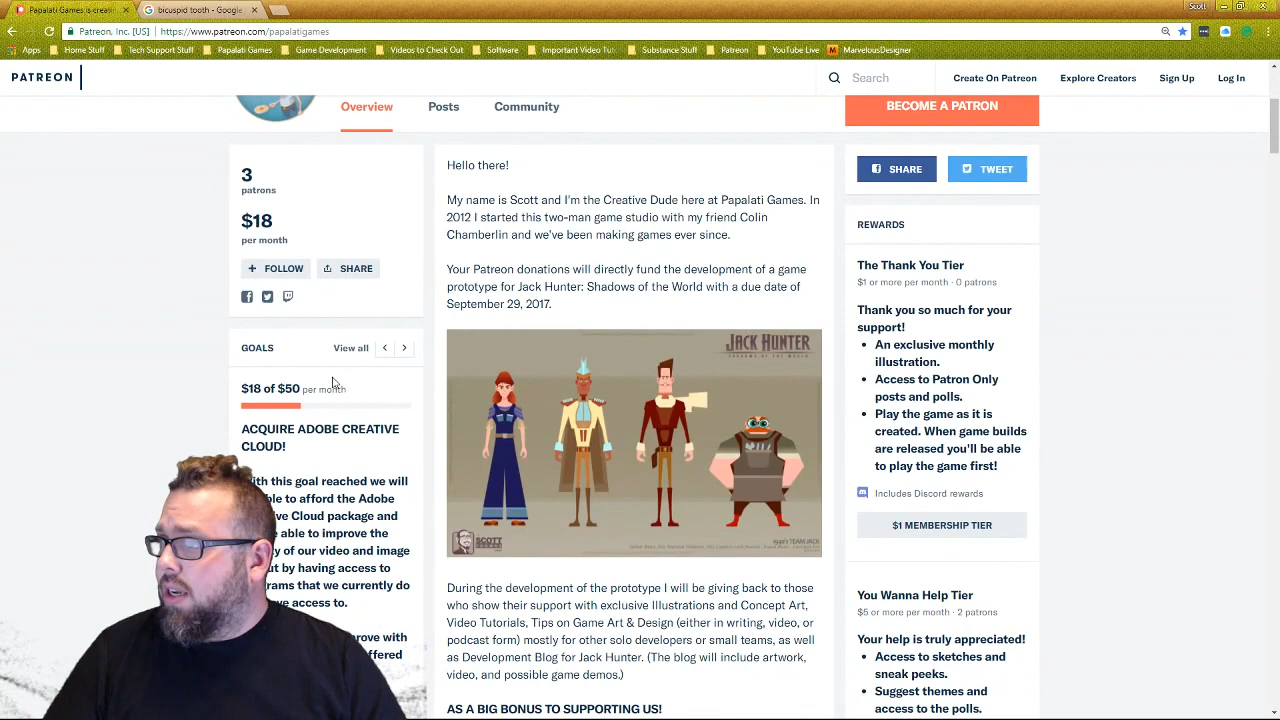 Papalati Games is creati
bicuspid tooth - Google
Scott
Patreon, Inc. [US]
https://www.patreon.com/papalatigames
Apps
Home Stuff
Tech Support Stuff
Papalati Games
Game Development
Videos to Check Out
Software
Important Video Tut
Substance Stuff
Patreon
YouTube Live
MarvelousDesigner
PATREON
Search
Create On Patreon
Explore Creators
Sign Up
Log In
Overview
Posts
Community
BECOME A PATRON
3
patrons
$18
per month
+ FOLLOW
SHARE
GOALS
View all
$18 of $50 per month
ACQUIRE ADOBE CREATIVE
CLOUD!
ith this goal reached we will
ble to afford the Adobe
ve Cloud package and
e able to improve the
ty of our video and image
ut by having access to
grams that we currently do
ve access to.
prove with
ffered
Hello there!
My name is Scott and I'm the Creative Dude here at Papalati Games. In
2012 I started this two-man game studio with my friend Colin
Chamberlin and we've been making games ever since.
Your Patreon donations will directly fund the development of a game
prototype for Jack Hunter: Shadows of the World with a due date of
September 29, 2017.
JACK HUNTER
SCOTT
During the development of the prototype I will be giving back to those
who show their support with exclusive Illustrations and Concept Art,
Video Tutorials, Tips on Game Art & Design (either in writing, video, or
podcast form) mostly for other solo developers or small teams, as well
as Development Blog for Jack Hunter. (The blog will include artwork,
video, and possible game demos.)
AS A BIG BONUS TO SUPPORTING US!
SHARE
TWEET
REWARDS
The Thank You Tier
$1 or more per month · 0 patrons
Thank you so much for your
support!
• An exclusive monthly
illustration.
• Access to Patron Only
posts and polls.
• Play the game as it is
created. When game builds
are released you'll be able
to play the game first!
Includes Discord rewards
$1 MEMBERSHIP TIER
You Wanna Help Tier
$5 or more per month · 2 patrons
Your help is truly appreciated!
• Access to sketches and
sneak peeks.
• Suggest themes and
access to the polls.